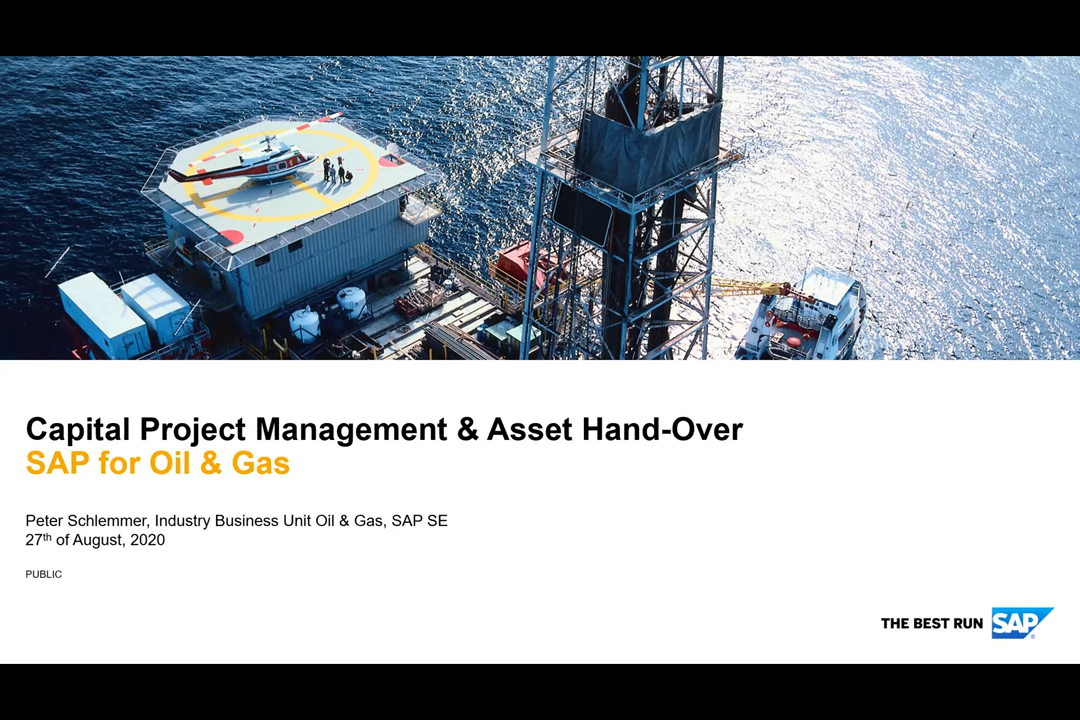 Capital Project Management & Asset Hand-Over
SAP for Oil & Gas
Peter Schlemmer, Industry Business Unit Oil & Gas, SAP SE
27th of August, 2020
PUBLIC
THE BEST RUN SAP®